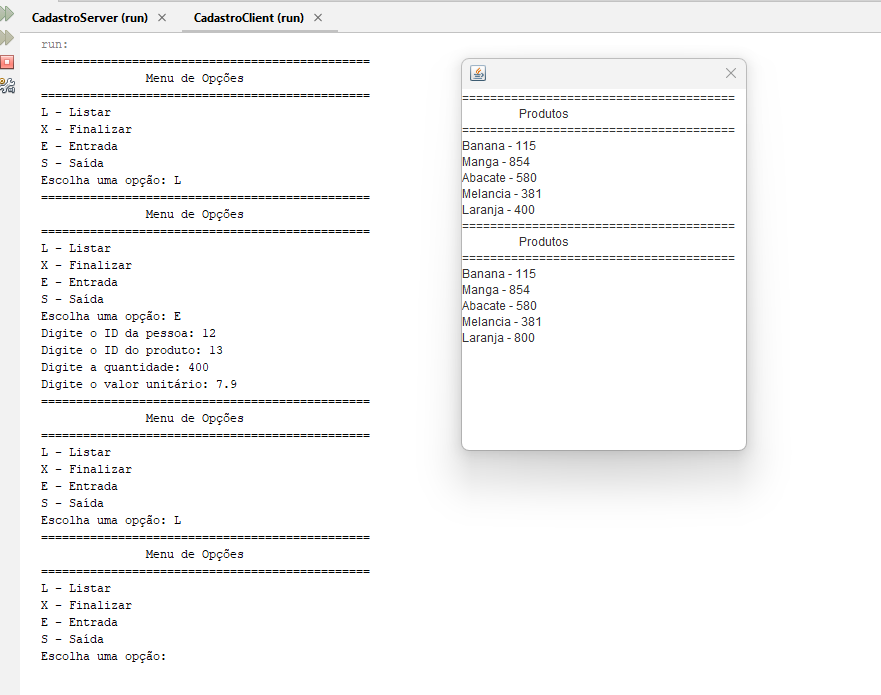 CadastroServer (run) × CadastroClient (run) ×
run:
===============================================
Menu de Opções
===============================================
L - Listar
X - Finalizar
E - Entrada
S - Saída
Escolha uma opção: L
===============================================
Menu de Opções
===============================================
L - Listar
X - Finalizar
E - Entrada
S - Saída
Escolha uma opção: E
Digite o ID da pessoa: 12
Digite o ID do produto: 13
Digite a quantidade: 400
Digite o valor unitário: 7.9
===============================================
Menu de Opções
===============================================
L - Listar
X - Finalizar
E - Entrada
S - Saída
Escolha uma opção: L
===============================================
Menu de Opções
===============================================
L - Listar
X - Finalizar
E - Entrada
S - Saída
Escolha uma opção:
=======================================
Produtos
=======================================
Banana - 115
Manga - 854
Abacate - 580
Melancia - 381
Laranja - 400
=======================================
Produtos
=======================================
Banana - 115
Manga - 854
Abacate - 580
Melancia - 381
Laranja - 800